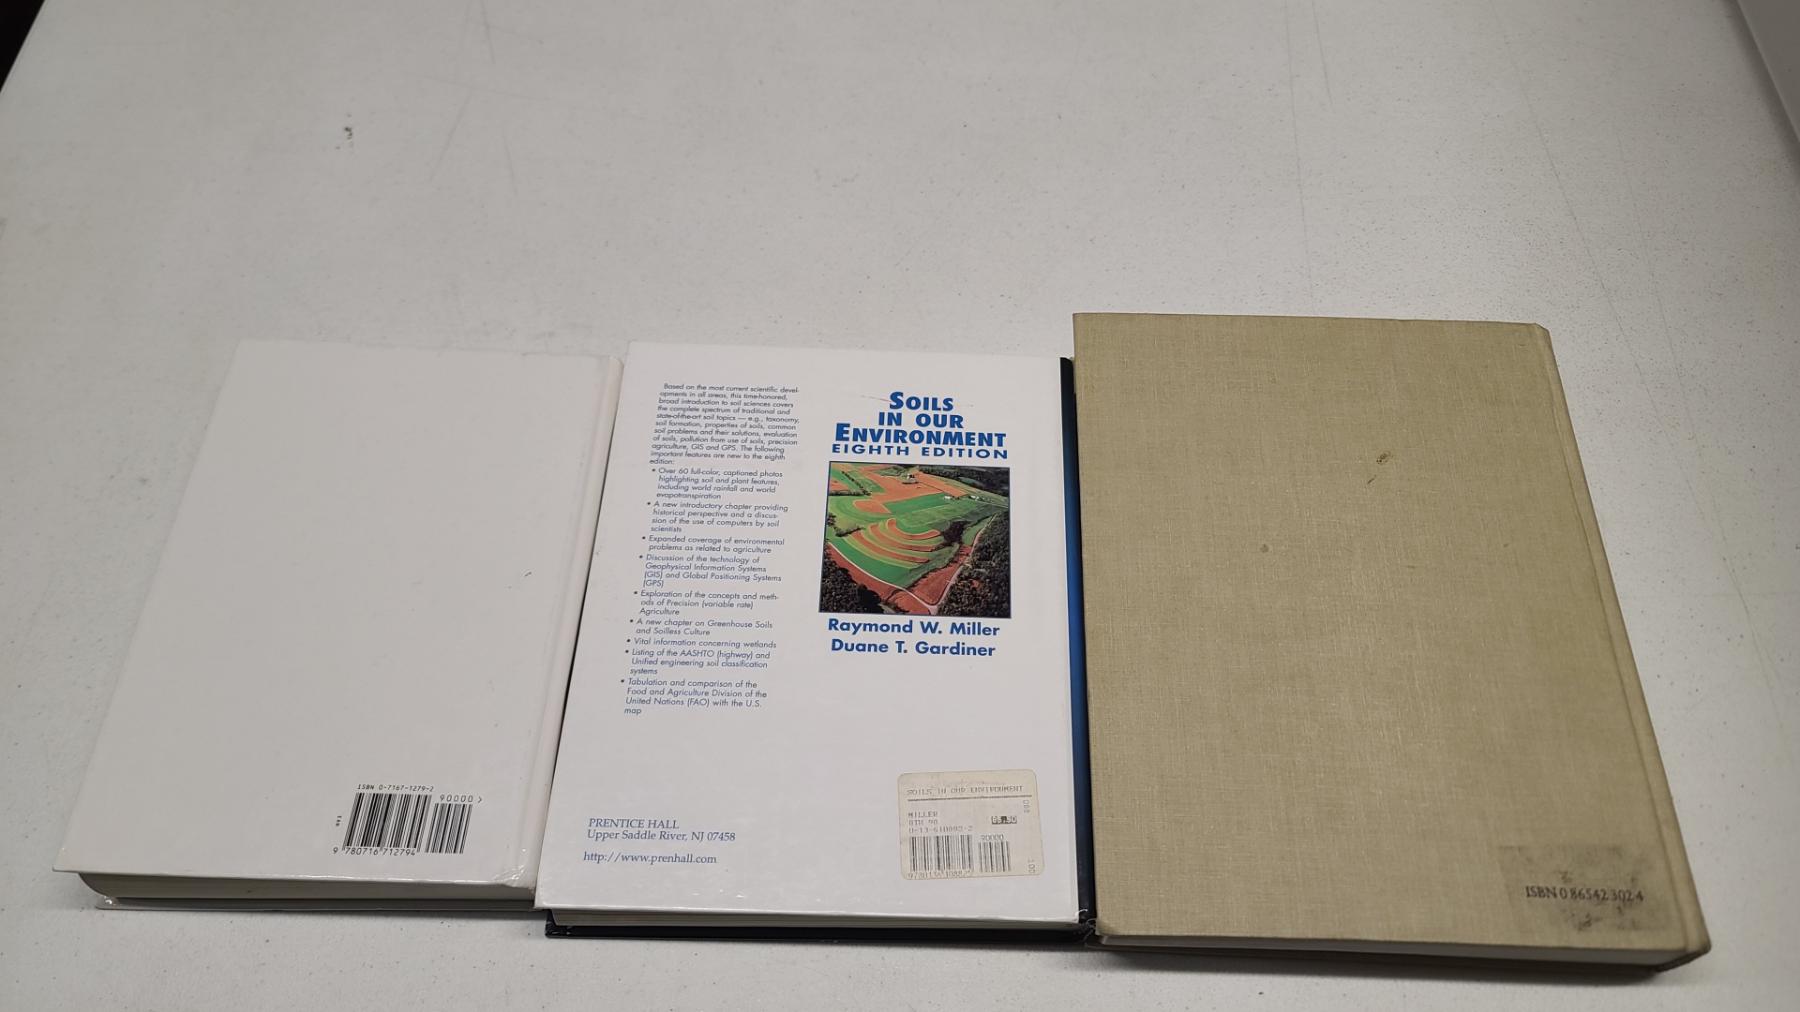 ISBN 0-7167-1279-2
90000>
9 780716 712794
Based on the most current scientific devel-
opments in all areas, this time-honored,
broad introduction to soil sciences covers
the complete spectrum of traditional and
state-of-the-art soil topics — e.g., taxonomy,
soil formation, properties of soils, common
soil problems and their solutions, evaluation
of soils, pollution from use of soils, precision
agriculture, GIS and GPS. The following
important features are new to the eighth
edition:
• Over 60 full-color, captioned photos
highlighting soil and plant features,
including world rainfall and world
evapotranspiration
• A new introductory chapter providing
historical perspective and a discus-
sion of the use of computers by soil
scientists
• Expanded coverage of environmental
problems as related to agriculture
• Discussion of the technology of
Geophysical Information Systems
(GIS) and Global Positioning Systems
(GPS)
• Exploration of the concepts and meth-
ods of Precision (variable rate)
Agriculture
• A new chapter on Greenhouse Soils
and Soilless Culture
• Vital information concerning wetlands
• Listing of the AASHTO (highway) and
Unified engineering soil classification
systems
• Tabulation and comparison of the
Food and Agriculture Division of the
United Nations (FAO) with the U.S.
map
PRENTICE HALL
Upper Saddle River, NJ 07458
http://www.prenhall.com
SOILS
IN OUR
ENVIRONMENT
EIGHTH EDITION
Raymond W. Miller
Duane T. Gardiner
SOILS IN OUR ENVIRONMENT
MILLER
90000
ISBN 0 86542 302 4